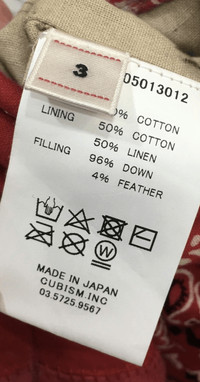 3
05013012
0% COTTON
LINING 50% COTTON
50% LINEN
FILLING 96% DOWN
4% FEATHER
W
MADE IN JAPAN
CUBISM.INC
03.5725.9567